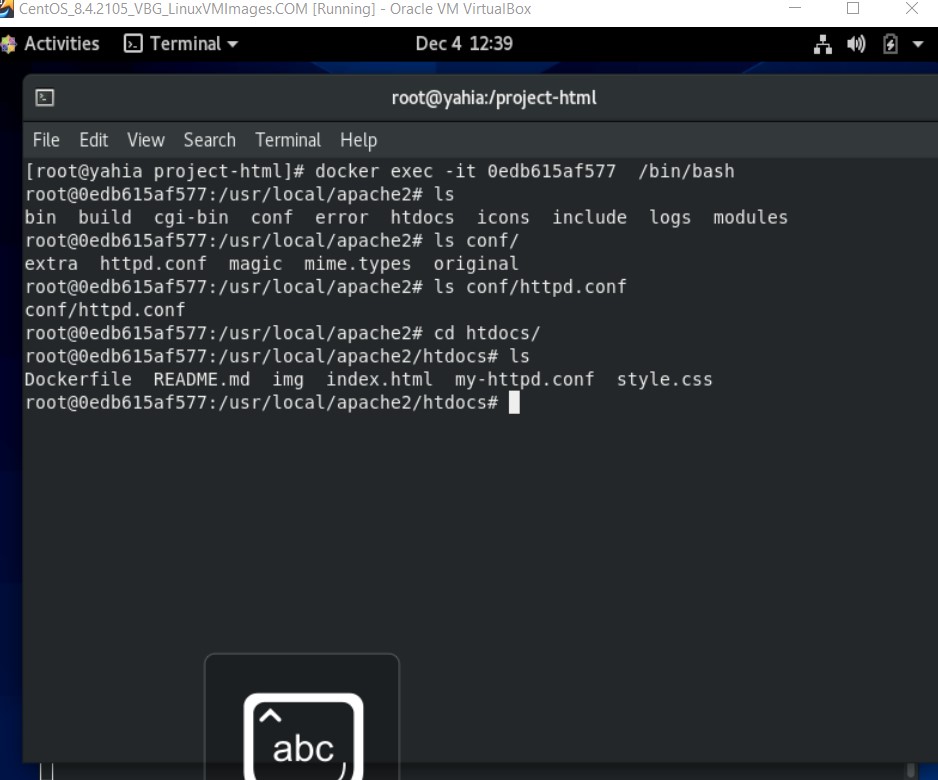 CentOS_8.4.2105_VBG_LinuxVMImages.COM [Running] - Oracle VM VirtualBox
Activities Terminal Dec 4 12:39
root@yahia:/project-html
File Edit View Search Terminal Help
[root@yahia project-html]# docker exec -it 0edb615af577  /bin/bash
root@0edb615af577:/usr/local/apache2# ls
bin  build  cgi-bin  conf  error  htdocs  icons  include  logs  modules
root@0edb615af577:/usr/local/apache2# ls conf/
extra  httpd.conf  magic  mime.types  original
root@0edb615af577:/usr/local/apache2# ls conf/httpd.conf
conf/httpd.conf
root@0edb615af577:/usr/local/apache2# cd htdocs/
root@0edb615af577:/usr/local/apache2/htdocs# ls
Dockerfile  README.md  img  index.html  my-httpd.conf  style.css
root@0edb615af577:/usr/local/apache2/htdocs#
abc